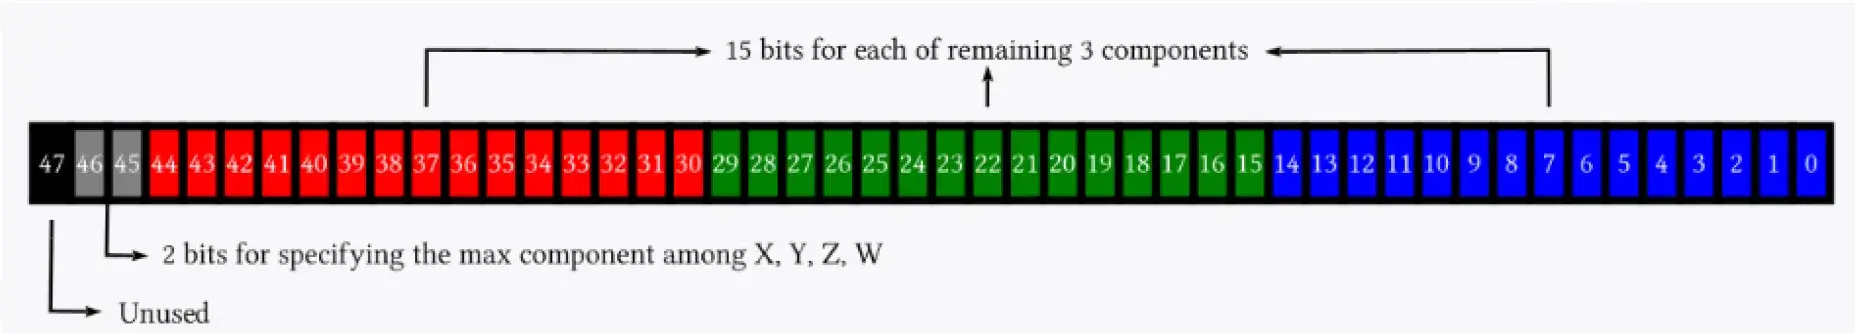 15 bits for each of remaining 3 components
47 46 45 44 43 42 41 40 39 38 37 36 35 34 33 32 31 30 29 28 27 26 25 24 23 22 21 20 19 18 17 16 15 14 13 12 11 10 9 8 7 6 5 4 3 2 1 0
2 bits for specifying the max component among X, Y, Z, W
Unused